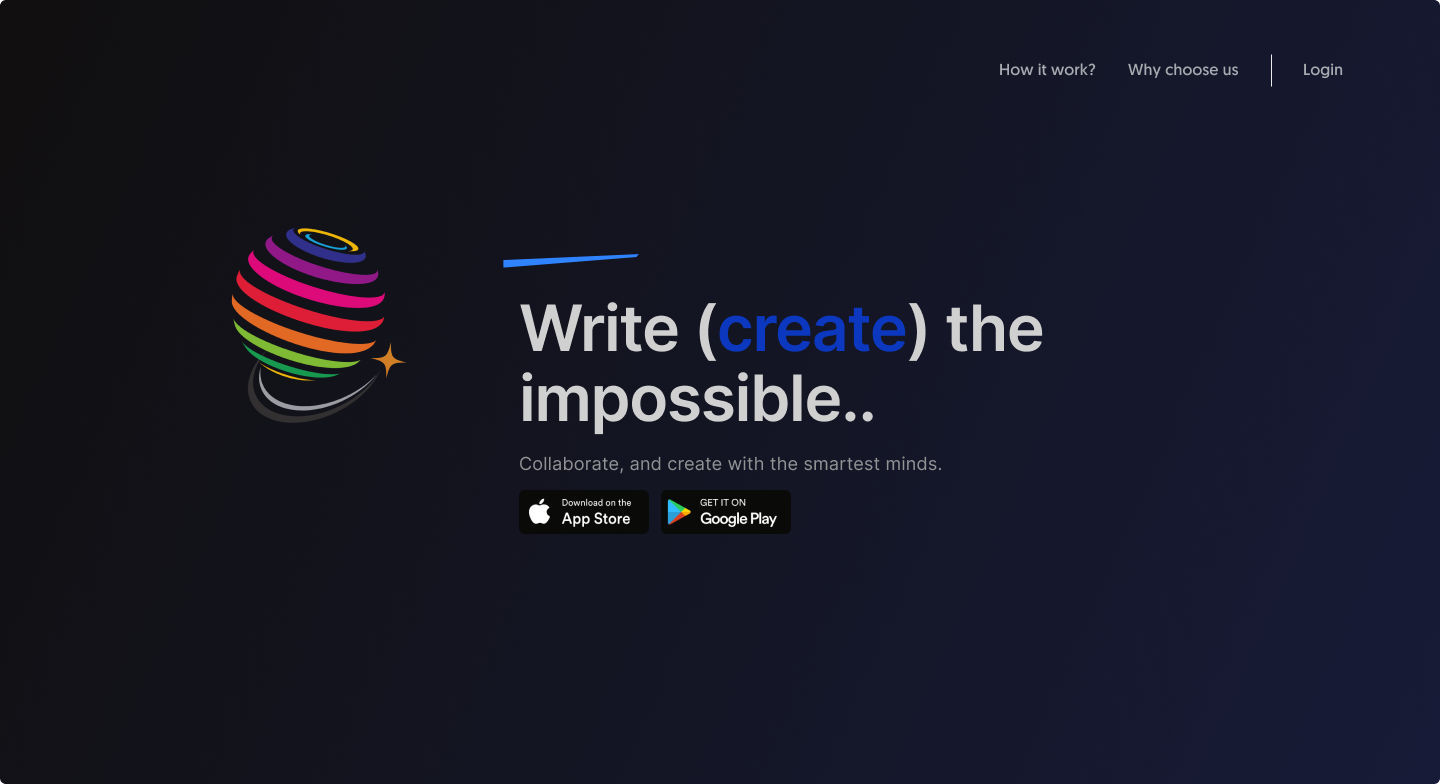 How it work? Why choose us Login
Write (create) the
impossible..
Collaborate, and create with the smartest minds.
Download on the
App Store
GET IT ON
Google Play